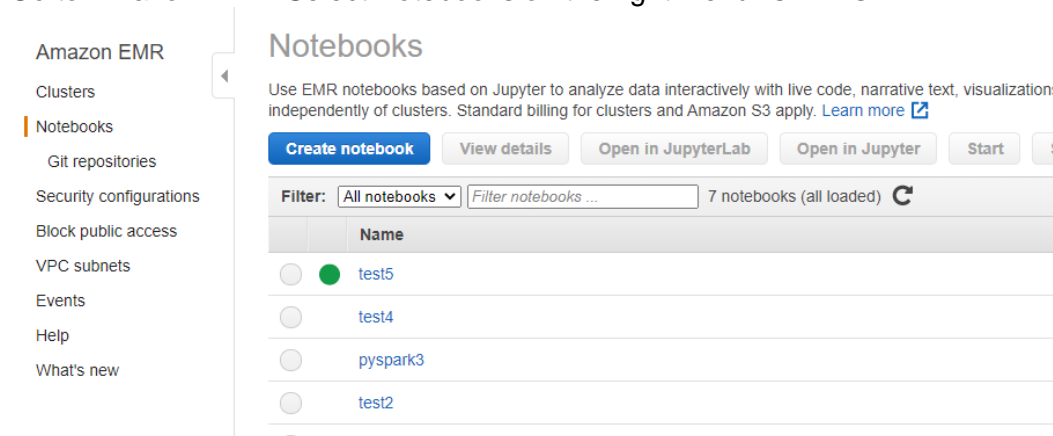 Amazon EMR
Clusters
Notebooks
Git repositories
Security configurations
Block public access
VPC subnets
Events
Help
What's new
Notebooks
Use EMR notebooks based on Jupyter to analyze data interactively with live code, narrative text, visualizations
independently of clusters. Standard billing for clusters and Amazon S3 apply. Learn more
Create notebook View details Open in JupyterLab Open in Jupyter Start
Filter: All notebooks Filter notebooks ... 7 notebooks (all loaded)
Name
test5
test4
pyspark3
test2